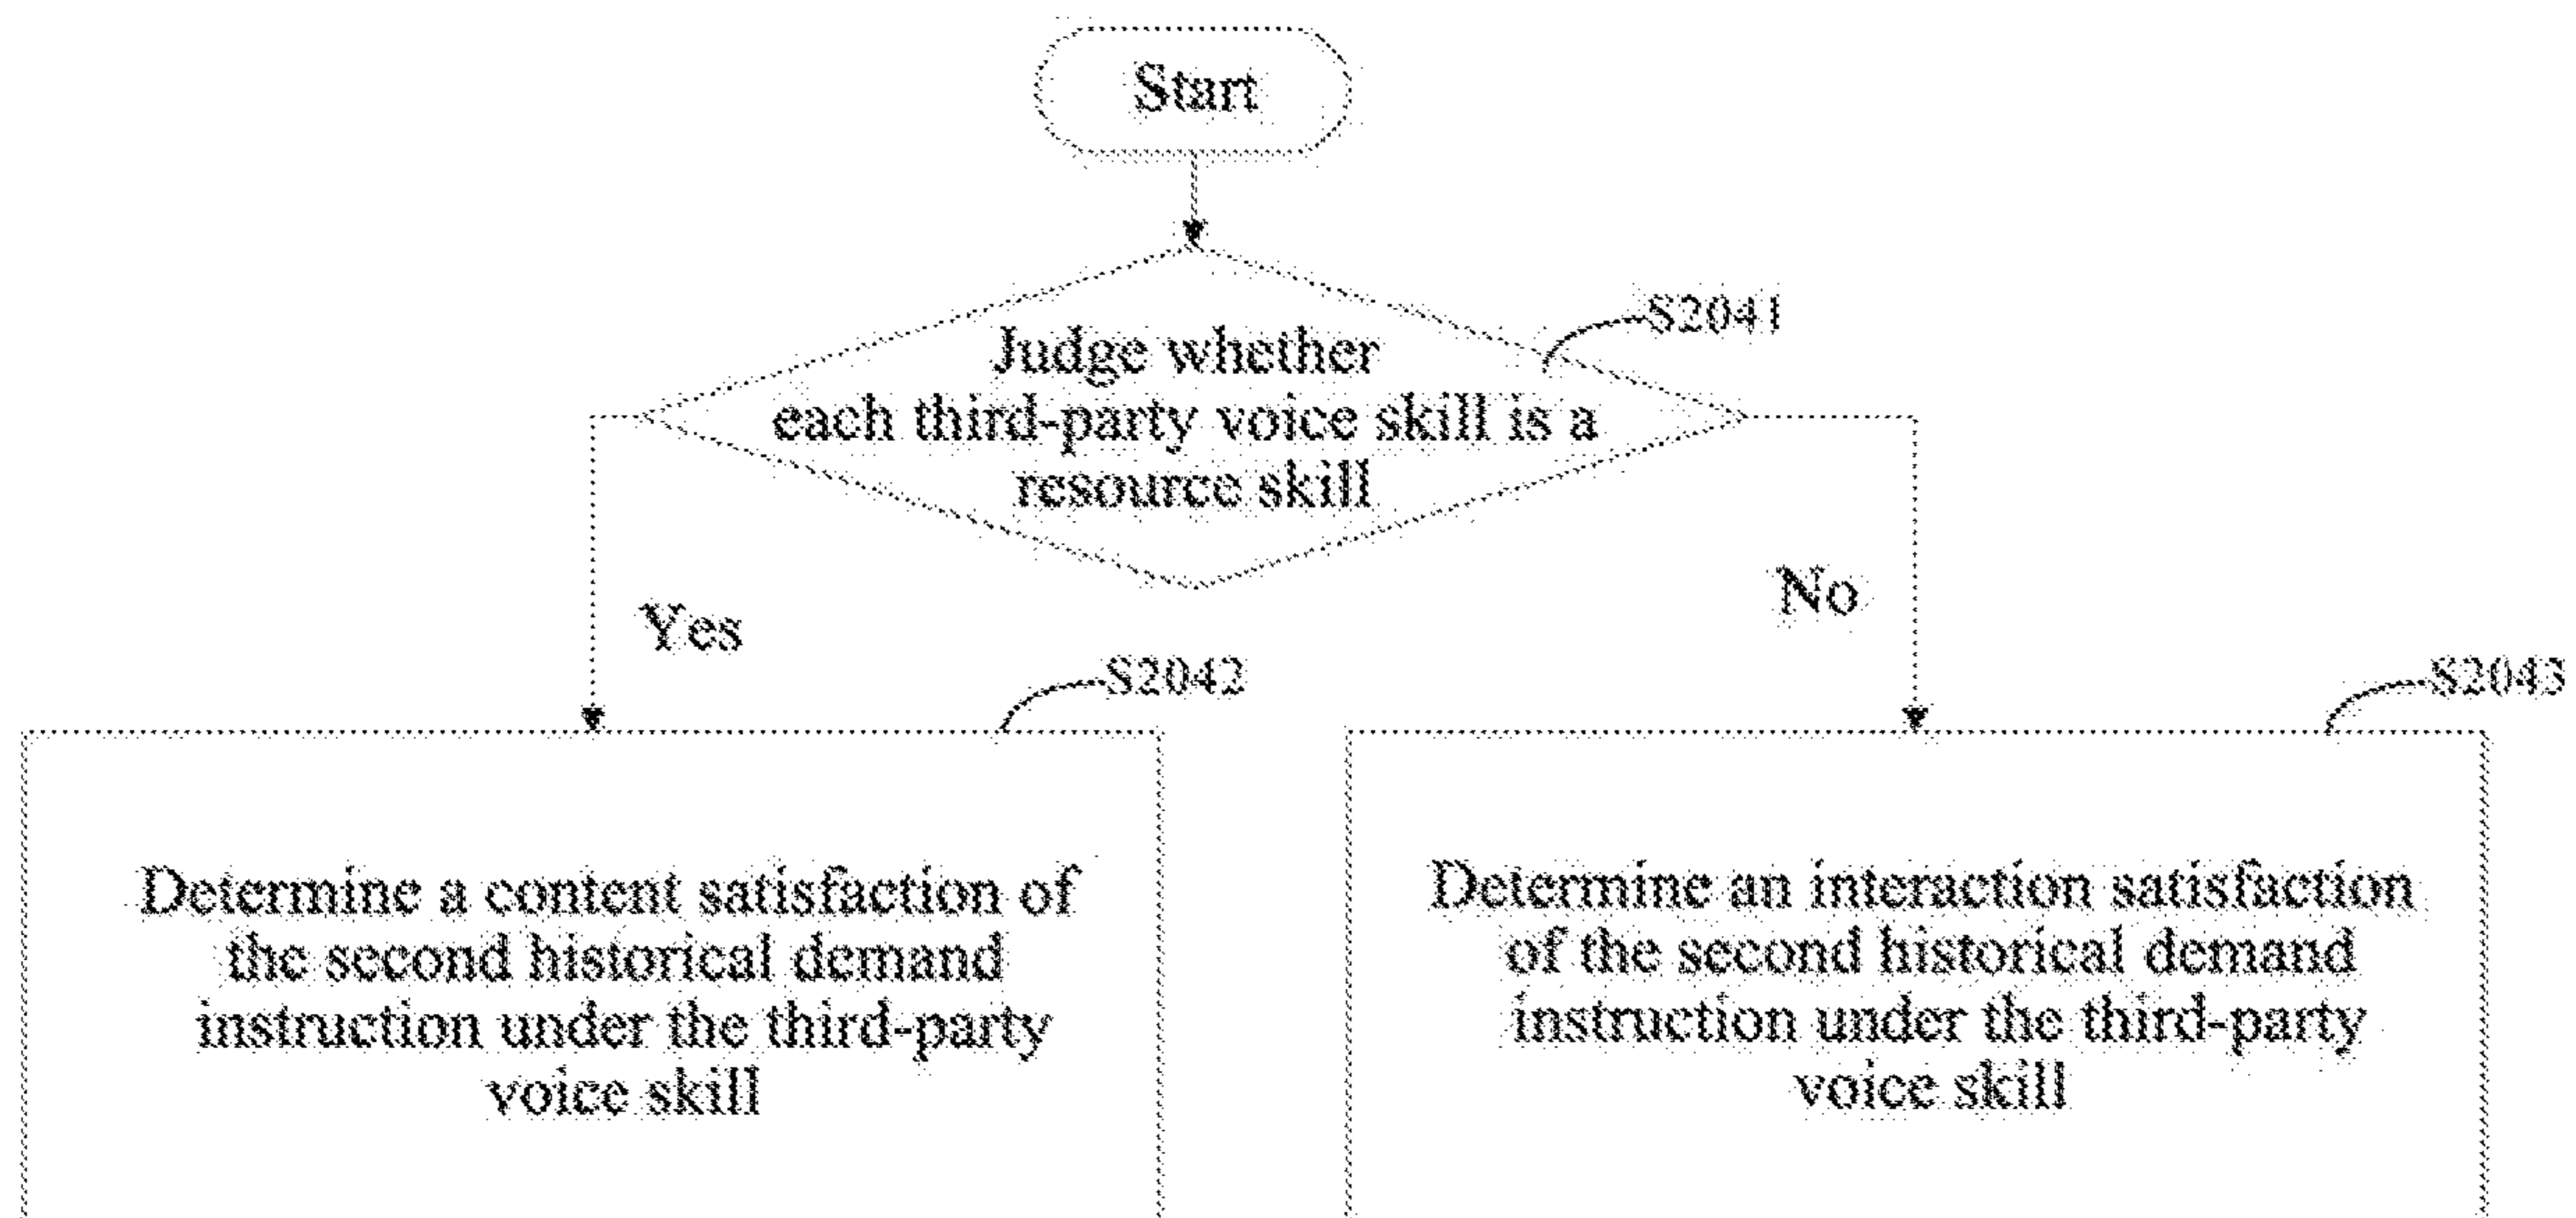 Start
S2041
Judge whether
each third-party voice skill is a
resource skill
Yes
No
S2042
S2043
Determine a content satisfaction of
the second historical demand
instruction under the third-party
voice skill
Determine an interaction satisfaction
of the second historical demand
instruction under the third-party
voice skill